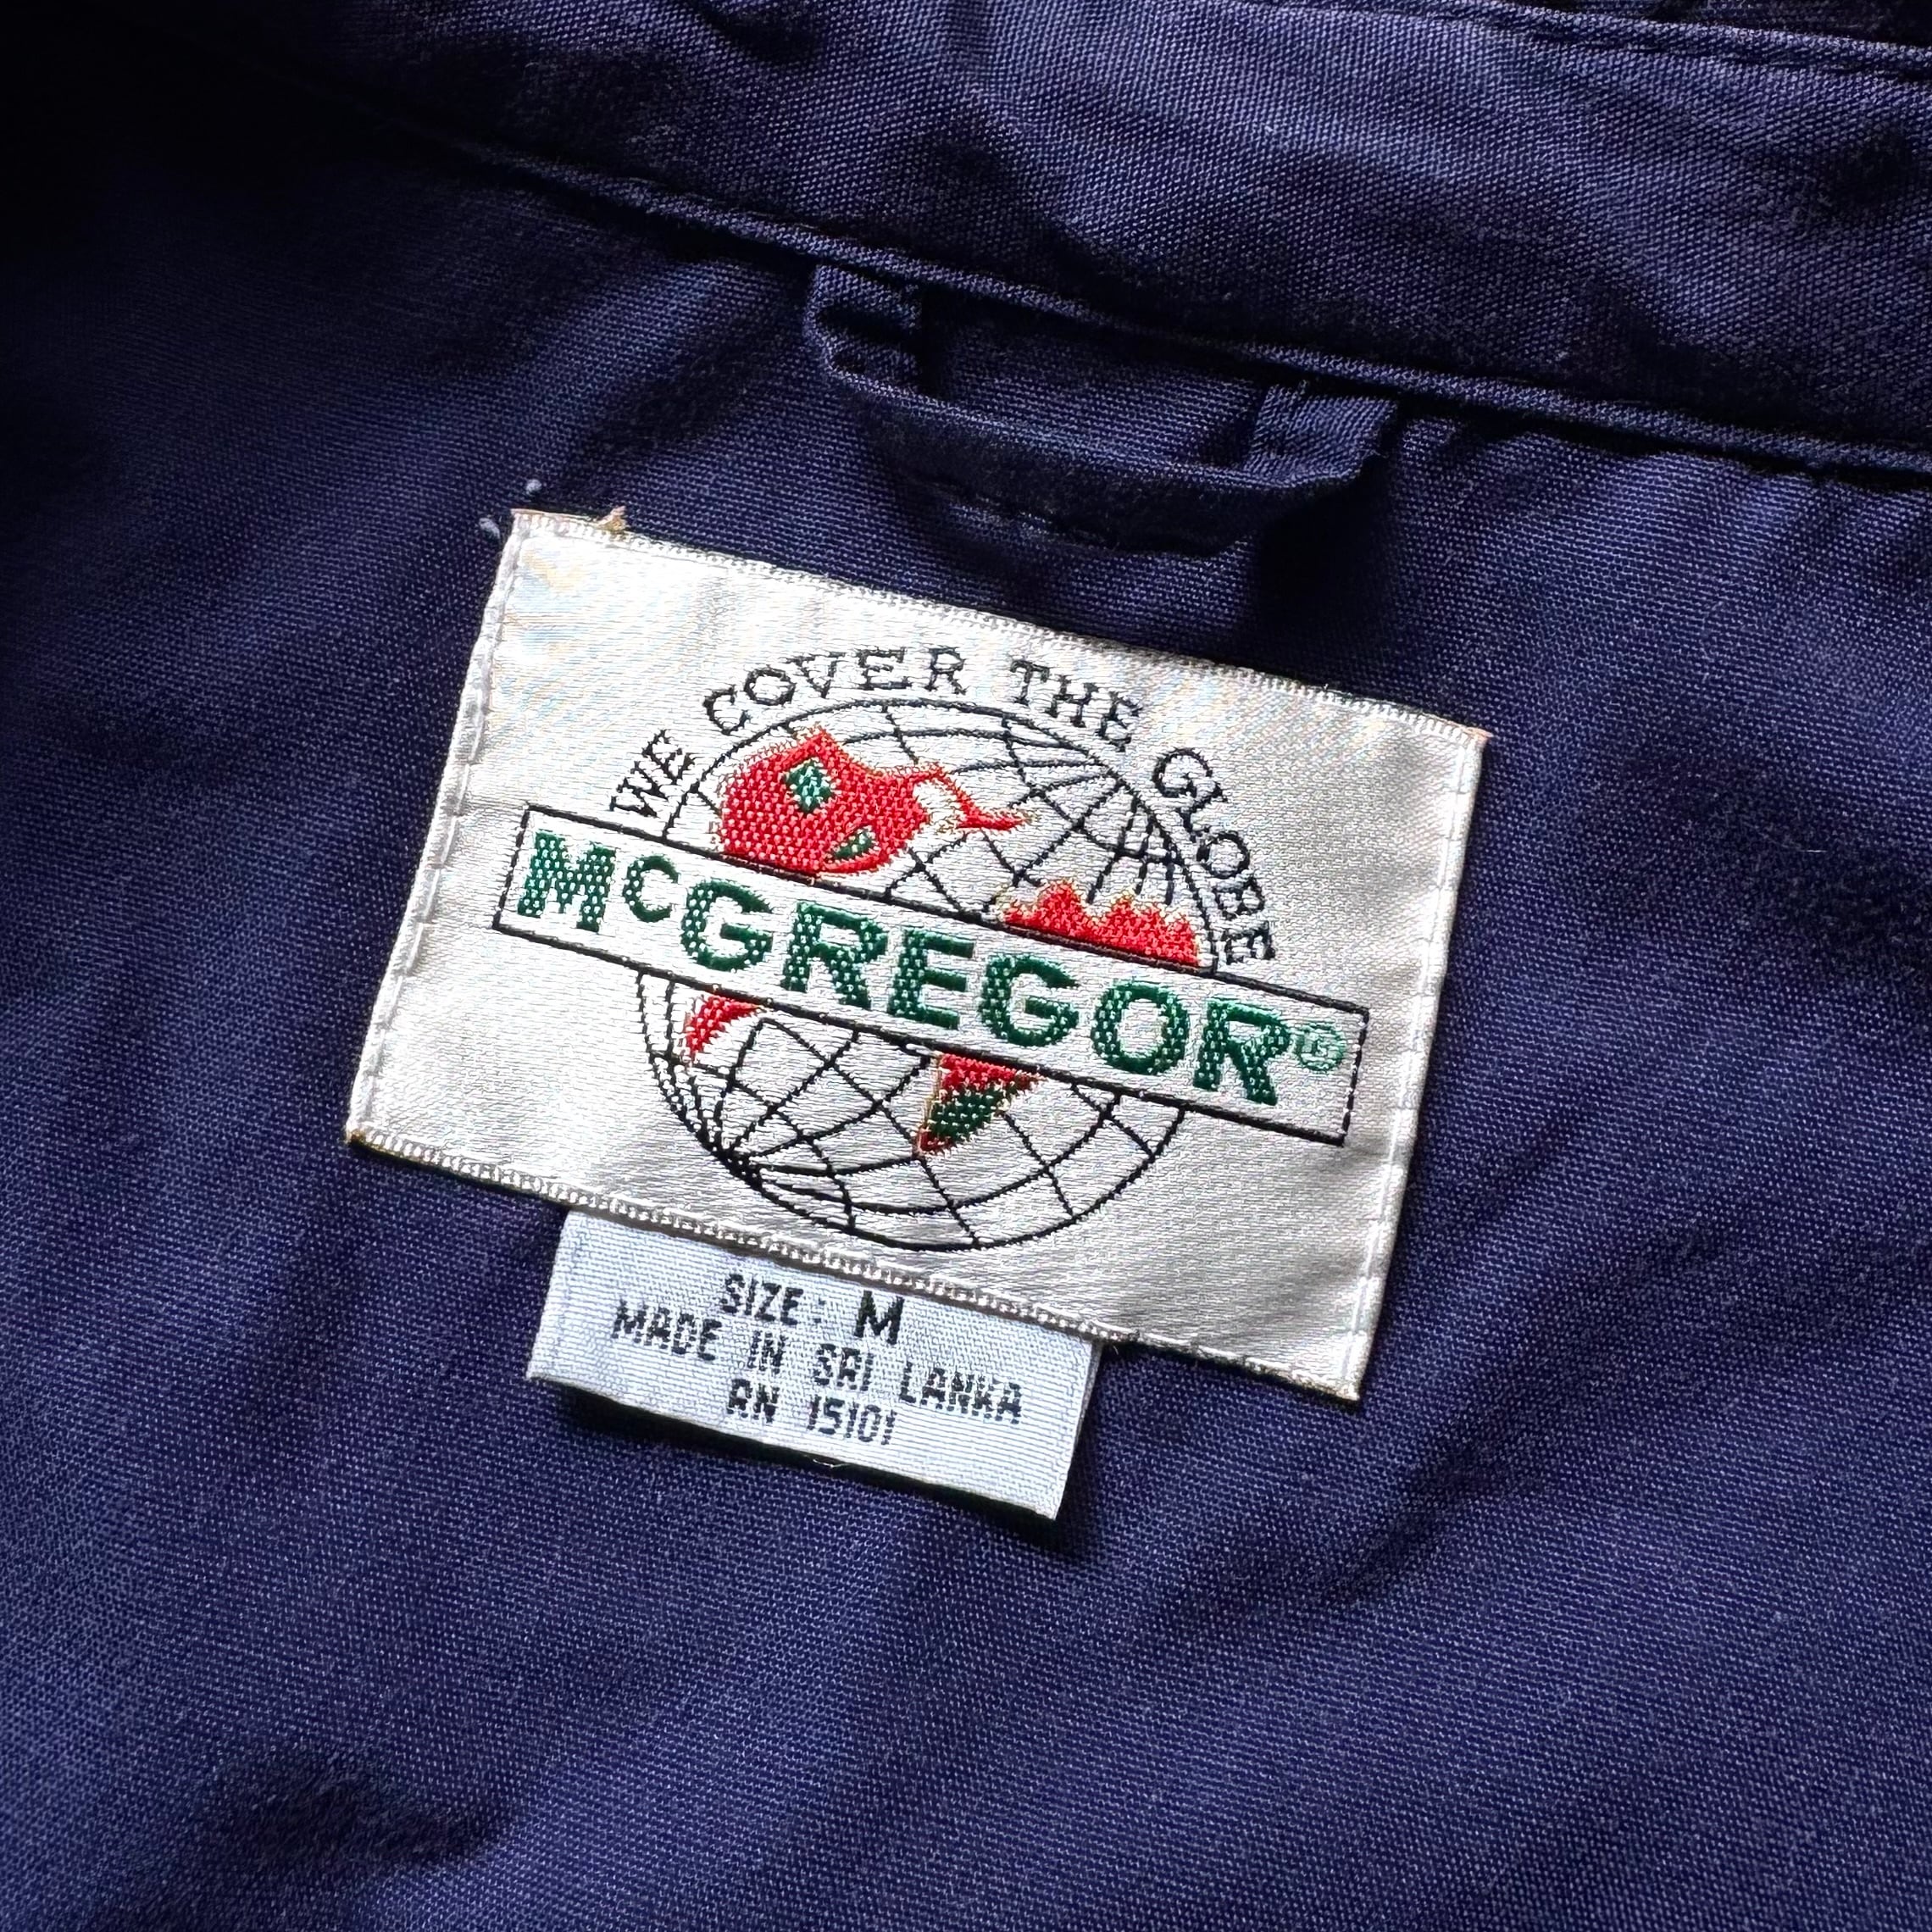 WE COVER THE GLOBE
McGREGOR®
SIZE: M
MADE IN SRI LANKA
RN 15101